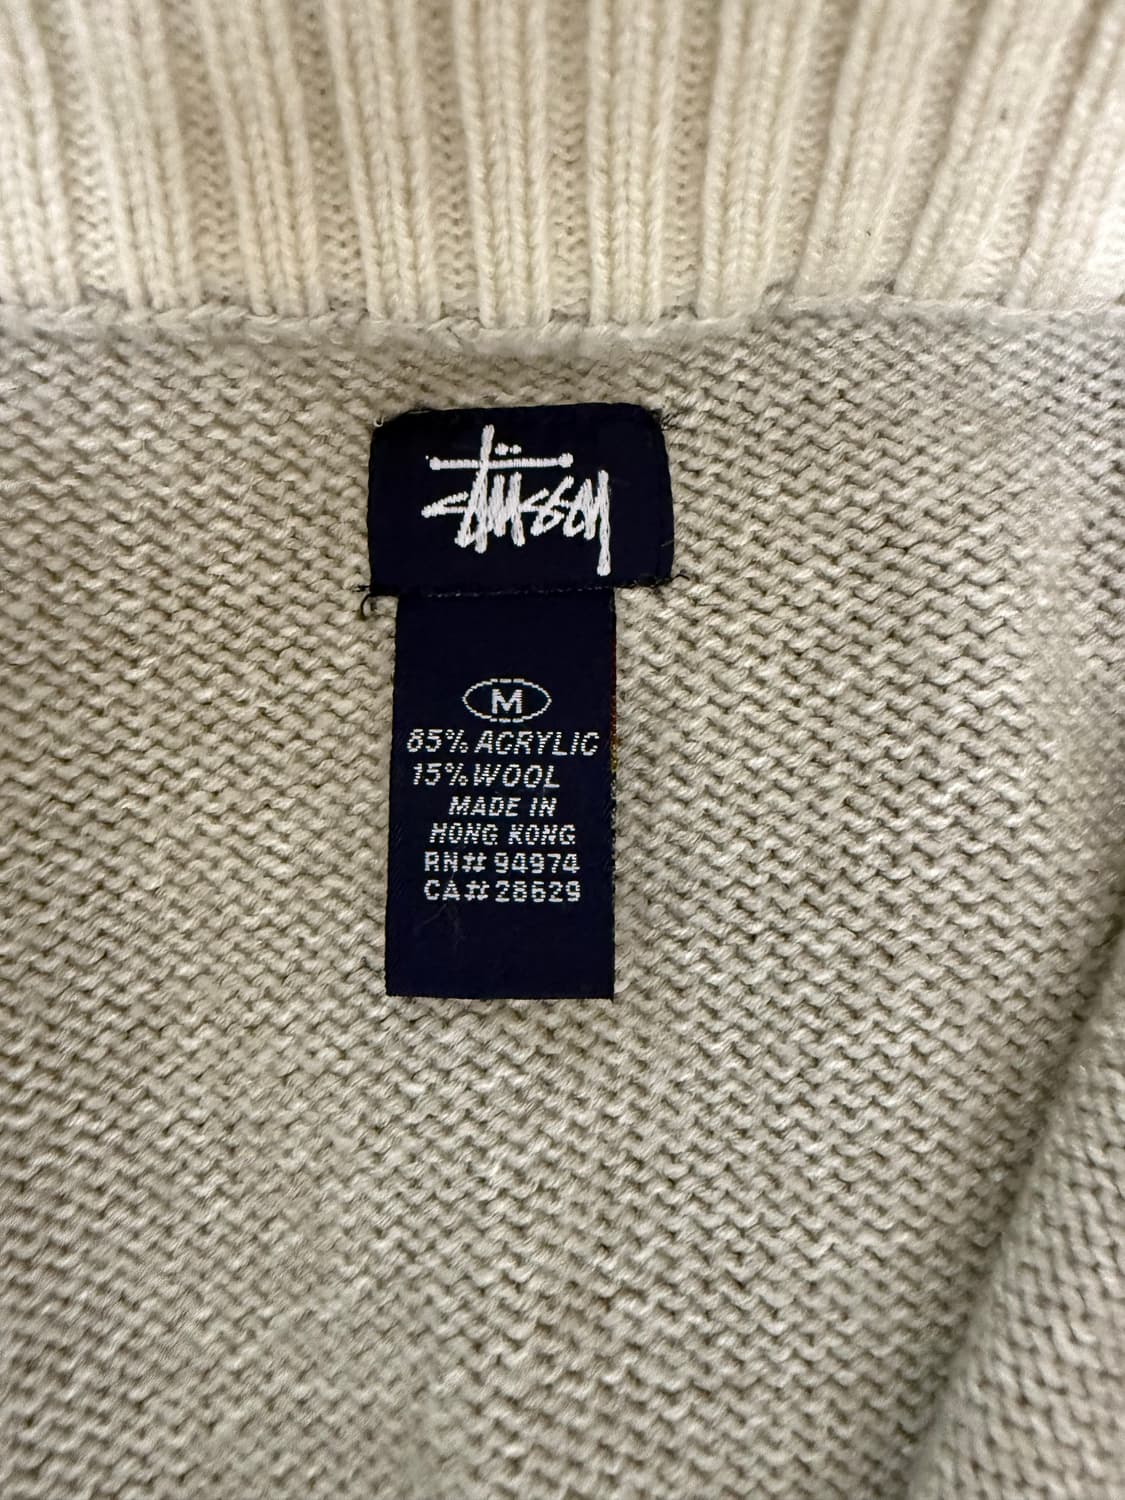 Stüssy
M
85% ACRYLIC
15% WOOL
MADE IN
HONG KONG
RN# 94974
CA# 28629